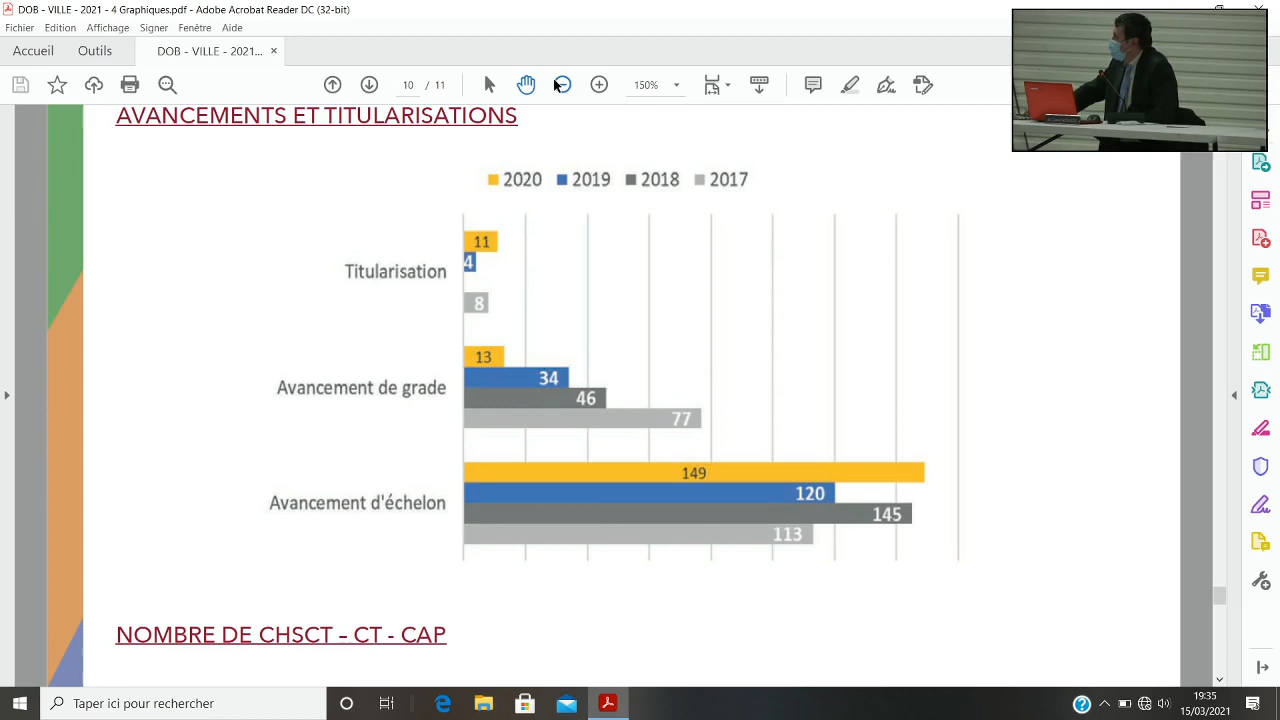 DOB - VILLE - 2021 - 4 Graphiques.pdf - Adobe Acrobat Reader DC (32-bit)
Fichier Edition Affichage Signer Fenêtre Aide
Accueil Outils DOB - VILLE - 2021... ×
10 / 11 150%
AVANCEMENTS ET TITULARISATIONS
2020 2019 2018 2017
Titularisation
11
4
8
Avancement de grade
13
34
46
77
Avancement d'échelon
149
120
145
113
NOMBRE DE CHSCT – CT - CAP
Taper ici pour rechercher
19:35
15/03/2021